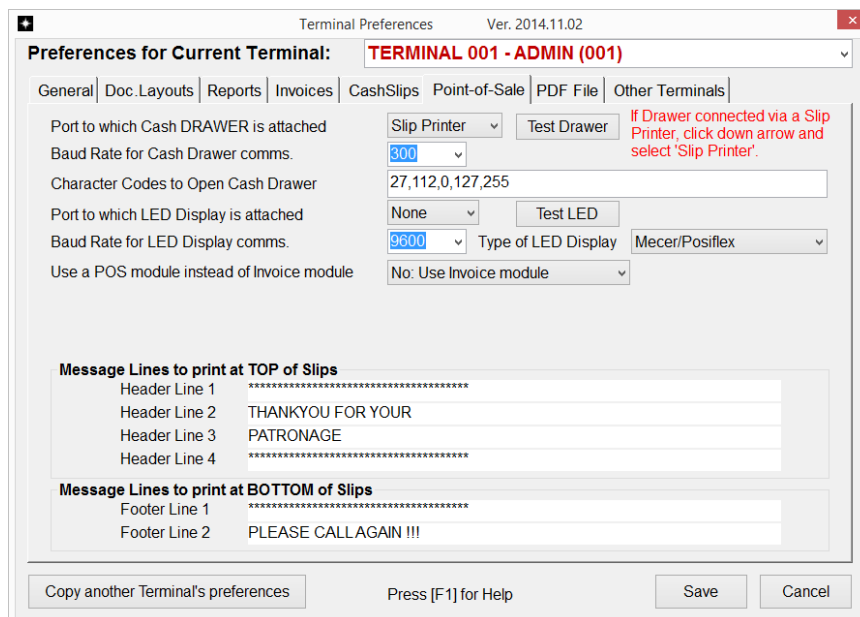 Terminal Preferences Ver. 2014.11.02
Preferences for Current Terminal: TERMINAL 001 - ADMIN (001)
General Doc.Layouts Reports Invoices CashSlips Point-of-Sale PDF File Other Terminals
Port to which Cash DRAWER is attached Slip Printer Test Drawer
If Drawer connected via a Slip
Printer, click down arrow and
select 'Slip Printer'.
Baud Rate for Cash Drawer comms. 300
Character Codes to Open Cash Drawer 27,112,0,127,255
Port to which LED Display is attached None Test LED
Baud Rate for LED Display comms. 9600 Type of LED Display Mecer/Posiflex
Use a POS module instead of Invoice module No: Use Invoice module
Message Lines to print at TOP of Slips
Header Line 1 **************************************
Header Line 2 THANKYOU FOR YOUR
Header Line 3 PATRONAGE
Header Line 4 **************************************
Message Lines to print at BOTTOM of Slips
Footer Line 1 **************************************
Footer Line 2 PLEASE CALLAGAIN !!!
Copy another Terminal's preferences Press [F1] for Help Save Cancel